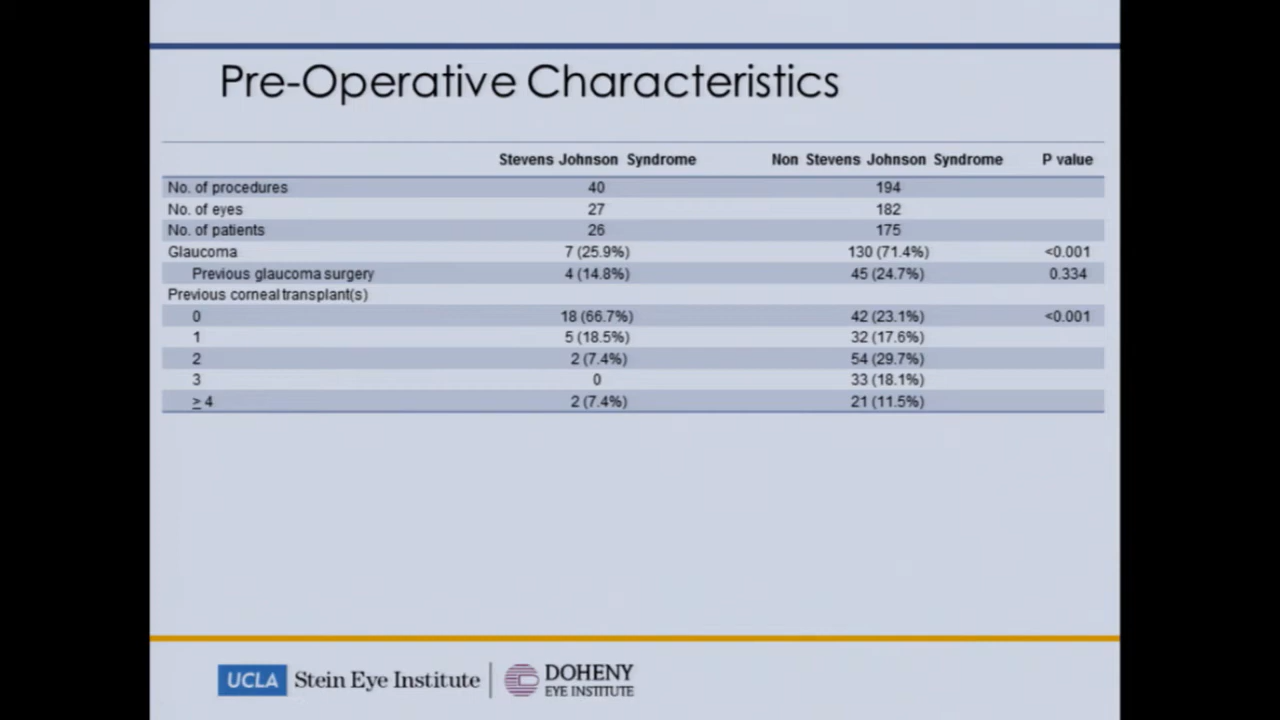 Pre-Operative Characteristics
Stevens Johnson Syndrome Non Stevens Johnson Syndrome P value
No. of procedures 40 194
No. of eyes 27 182
No. of patients 26 175
Glaucoma 7 (25.9%) 130 (71.4%) <0.001
Previous glaucoma surgery 4 (14.8%) 45 (24.7%) 0.334
Previous corneal transplant(s)
0 18 (66.7%) 42 (23.1%) <0.001
1 5 (18.5%) 32 (17.6%)
2 2 (7.4%) 54 (29.7%)
3 0 33 (18.1%)
≥ 4 2 (7.4%) 21 (11.5%)
UCLA Stein Eye Institute DOHENY
EYE INSTITUTE